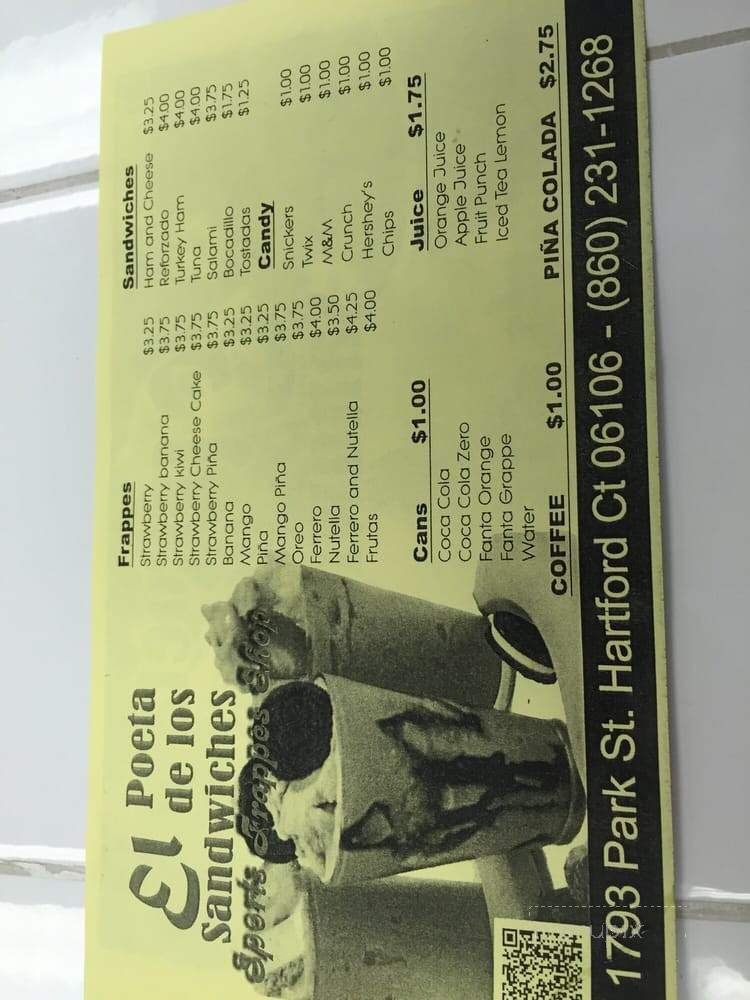 El Poeta
de los
Sandwiches
Sports Frappes Shop
Frappes
Strawberry $3.25
Strawberry banana $3.75
Strawberry kiwi $3.75
Strawberry Cheese Cake $3.75
Strawberry Piña $3.75
Banana $3.25
Mango $3.25
Piña $3.25
Mango Piña $3.75
Oreo $3.75
Ferrero $4.00
Nutella $3.50
Ferrero and Nutella $4.25
Frutas $4.00
Sandwiches
Ham and Cheese $3.25
Reforzado $4.00
Turkey Ham $4.00
Tuna $4.00
Salami $3.75
Bocadillo $1.75
Tostadas $1.25
Candy
Snickers $1.00
Twix $1.00
M&M $1.00
Crunch $1.00
Hershey's $1.00
Chips $1.00
Cans $1.00
Coca Cola
Coca Cola Zero
Fanta Orange
Fanta Grappe
Water
Juice $1.75
Orange Juice
Apple Juice
Fruit Punch
Iced Tea Lemon
COFFEE $1.00
PIÑA COLADA $2.75
1793 Park St. Hartford Ct 06106 - (860) 231-1268